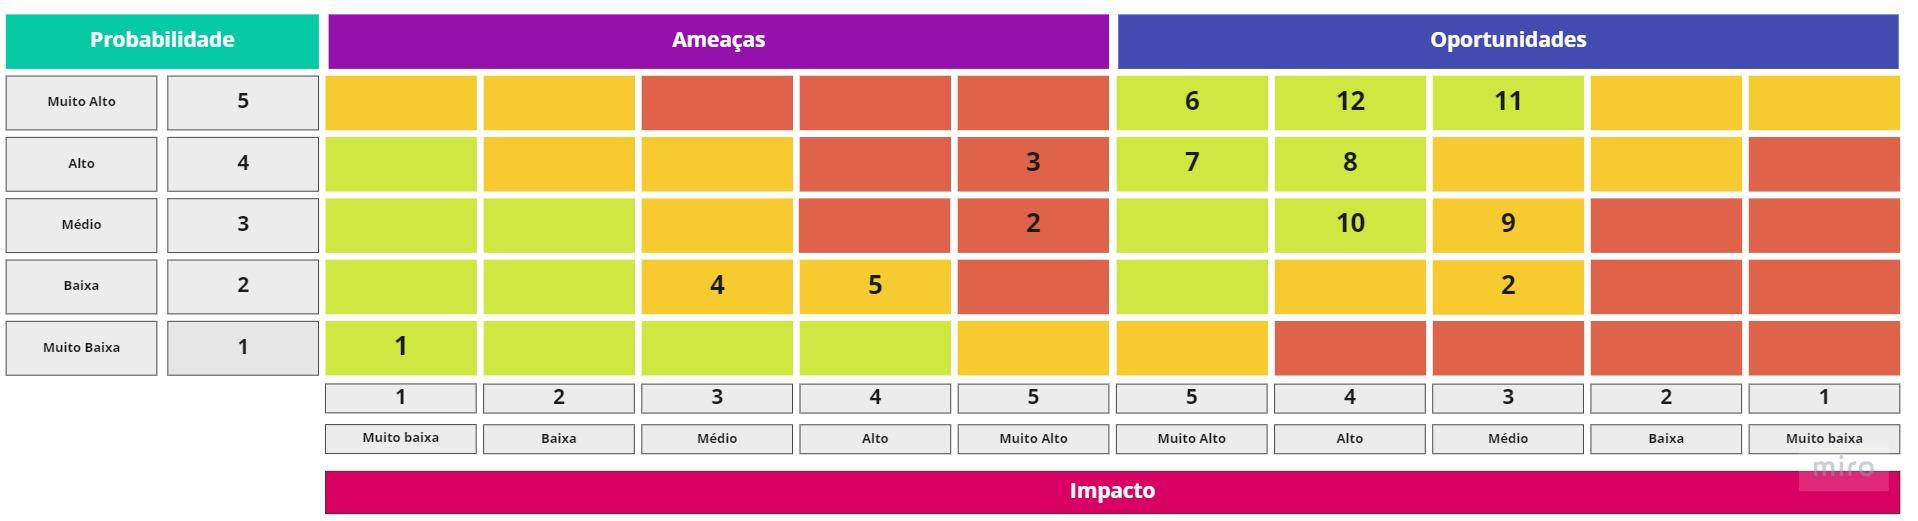 Probabilidade Ameaças Oportunidades
Muito Alto 5 6 12 11
Alto 4 3 7 8
Médio 3 2 10 9
Baixa 2 4 5 2
Muito Baixa 1 1
1 2 3 4 5 5 4 3 2 1
Muito baixa Baixa Médio Alto Muito Alto Muito Alto Alto Médio Baixa Muito baixa
miro
Impacto